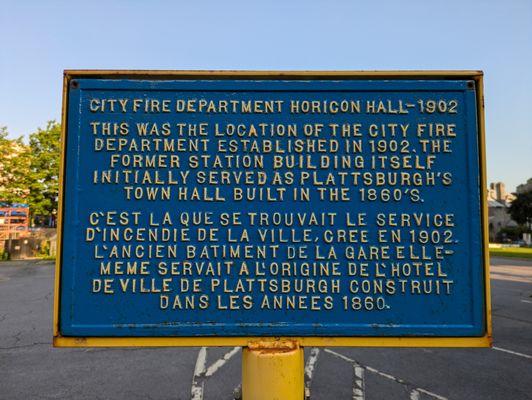 CITY FIRE DEPARTMENT HORICON HALL-1902
THIS WAS THE LOCATION OF THE CITY FIRE
DEPARTMENT ESTABLISHED IN 1902. THE
FORMER STATION BUILDING ITSELF
INITIALLY SERVED AS PLATTSBURGH'S
TOWN HALL BUILT IN THE 1860'S.
C'EST LA QUE SE TROUVAIT LE SERVICE
D'INCENDIE DE LA VILLE, CREE EN 1902.
L'ANCIEN BATIMENT DE LA GARE ELLE-
MEME SERVAIT A L'ORIGINE DE L'HOTEL
DE VILLE DE PLATTSBURGH CONSTRUIT
DANS LES ANNEES 1860.